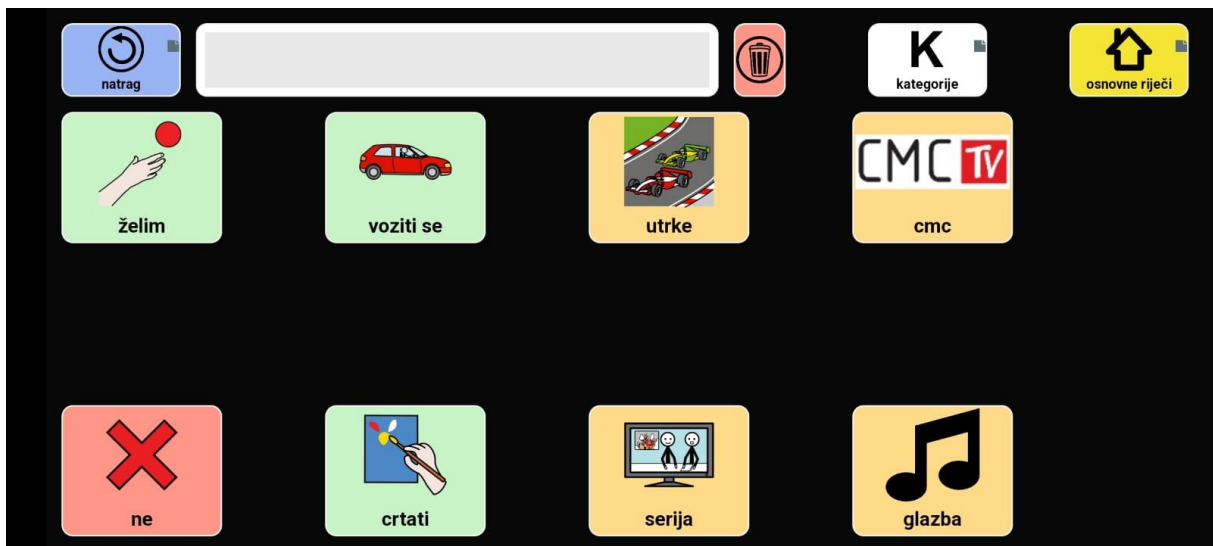 natrag
K
kategorije
osnovne riječi
želim
voziti se
utrke
CMC TV
cmc
ne
crtati
serija
glazba